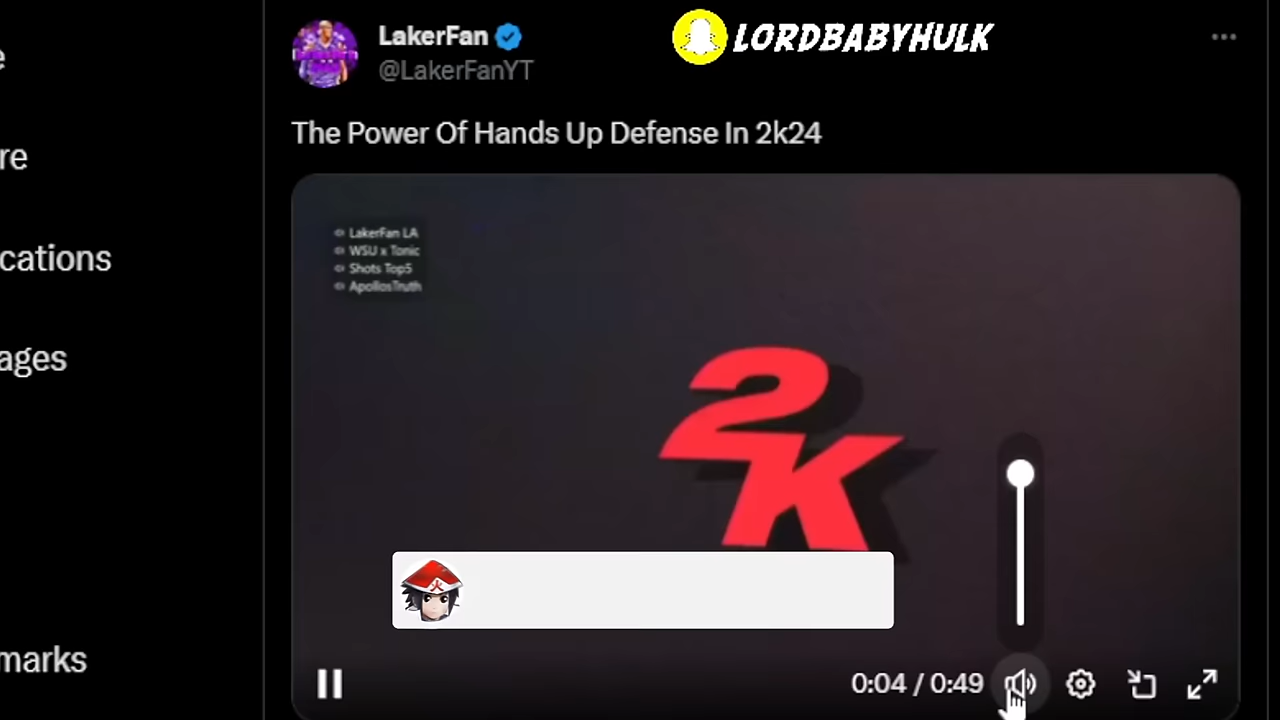 LakerFan
@LakerFanYT
LORDBABYHULK
The Power Of Hands Up Defense In 2k24
re
cations
ages
marks
LakerFan LA
WSU x Tonic
Shots Top5
ApollosTruth
2K
火
0:04 / 0:49